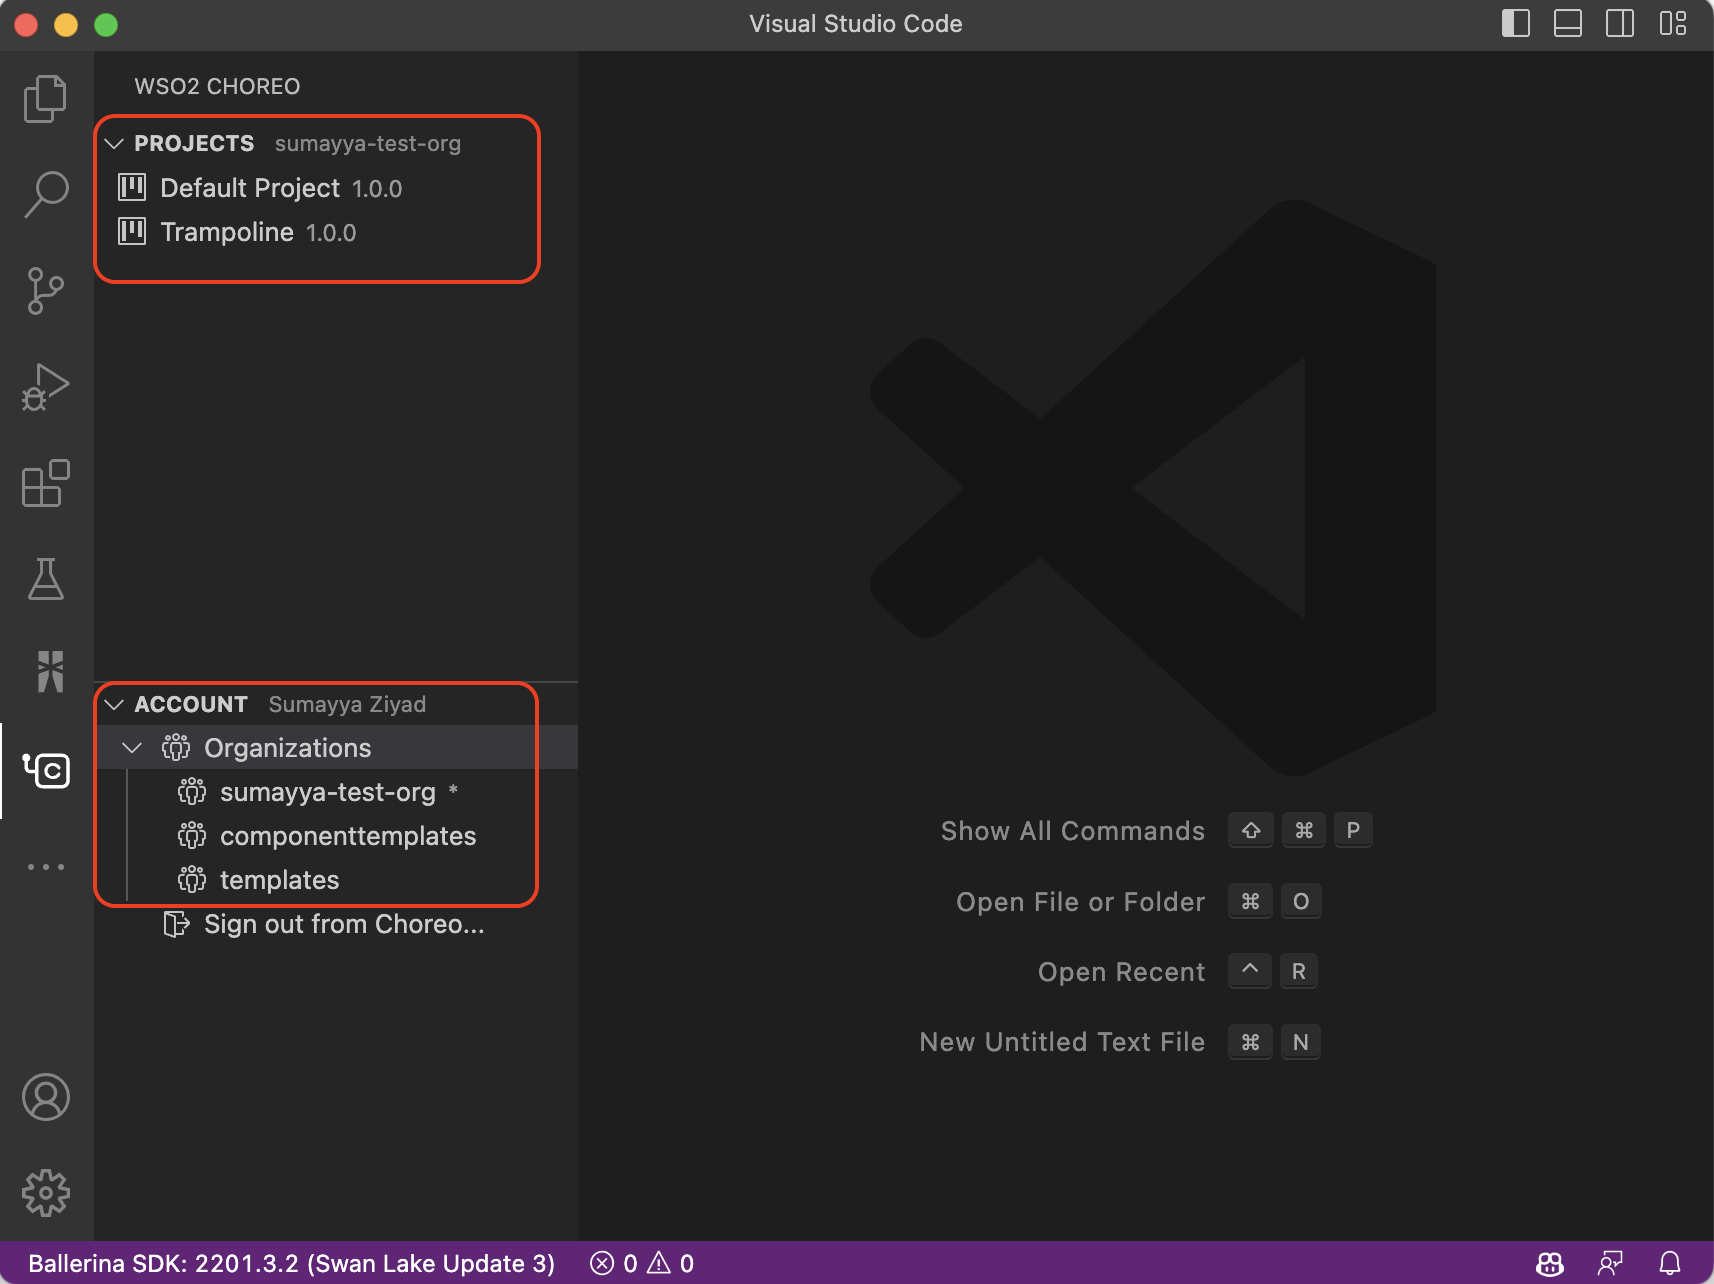 Visual Studio Code
WSO2 CHOREO
PROJECTS sumayya-test-org
Default Project 1.0.0
Trampoline 1.0.0
ACCOUNT Sumayya Ziyad
Organizations
sumayya-test-org *
componenttemplates
templates
Sign out from Choreo...
Show All Commands ⇧ ⌘ P
Open File or Folder ⌘ O
Open Recent ^ R
New Untitled Text File ⌘ N
Ballerina SDK: 2201.3.2 (Swan Lake Update 3) 0 0